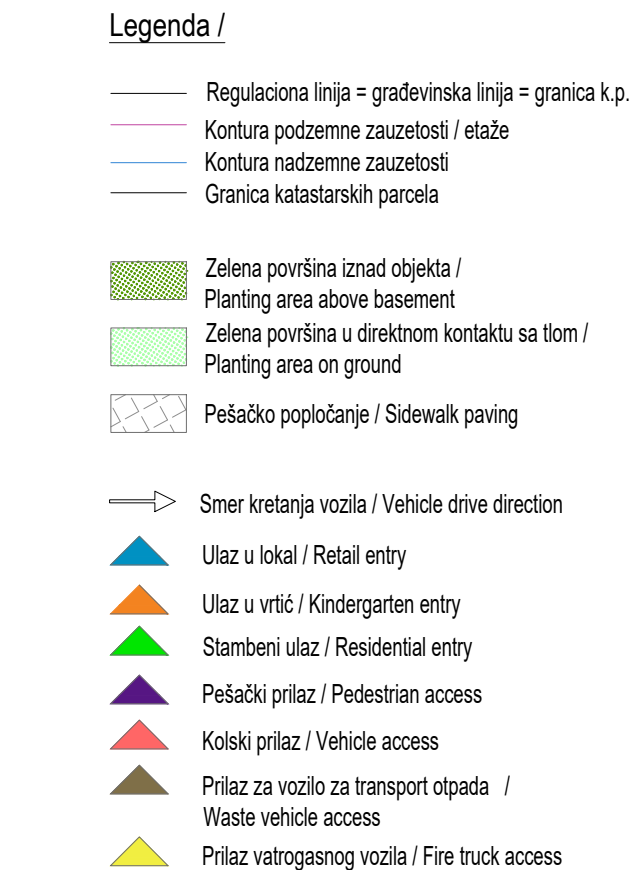 Legenda /
Regulaciona linija = građevinska linija = granica k.p.
Kontura podzemne zauzetosti / etaže
Kontura nadzemne zauzetosti
Granica katastarskih parcela
Zelena površina iznad objekta /
Planting area above basement
Zelena površina u direktnom kontaktu sa tlom /
Planting area on ground
Pešačko popločanje / Sidewalk paving
Smer kretanja vozila / Vehicle drive direction
Ulaz u lokal / Retail entry
Ulaz u vrtić / Kindergarten entry
Stambeni ulaz / Residential entry
Pešački prilaz / Pedestrian access
Kolski prilaz / Vehicle access
Prilaz za vozilo za transport otpada /
Waste vehicle access
Prilaz vatrogasnog vozila / Fire truck access